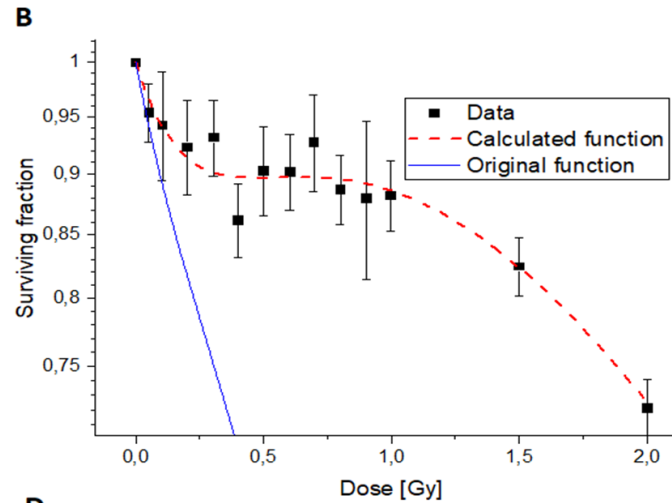 B
1
0,95
0,9
0,85
0,8
0,75
Surviving fraction
Data
Calculated function
Original function
0,0 0,5 1,0 1,5 2,0
Dose [Gy]